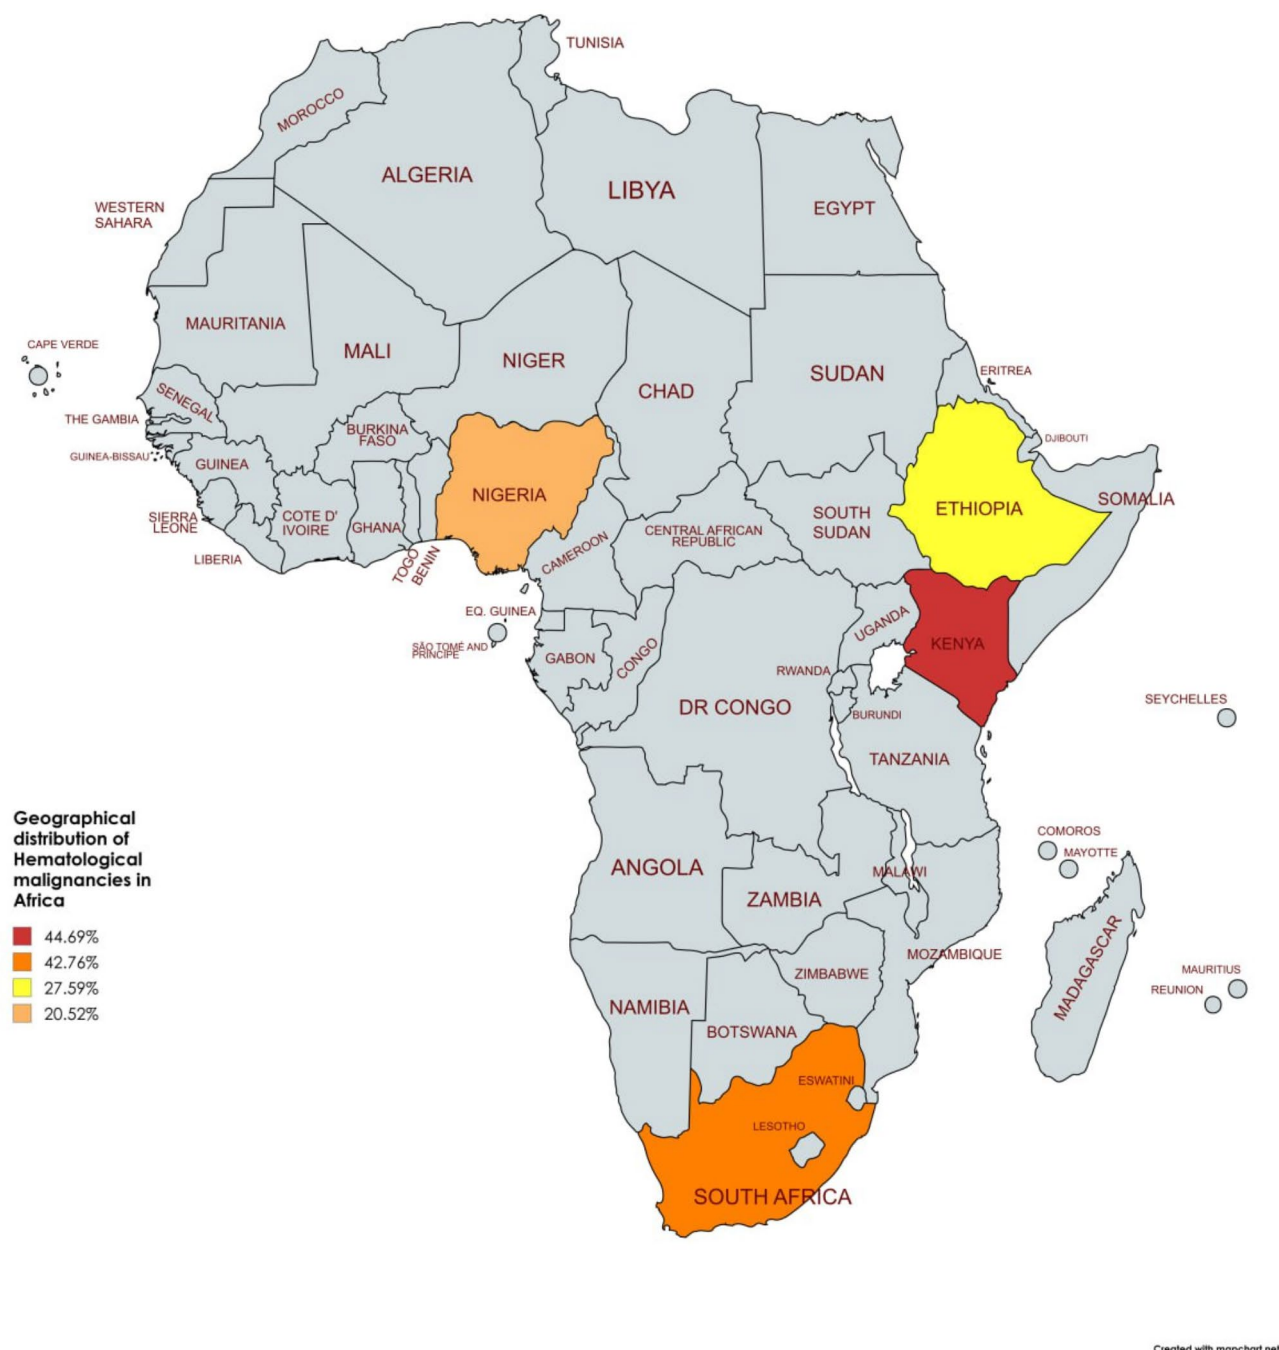 TUNISIA
MOROCCO
ALGERIA
LIBYA
EGYPT
WESTERN
SAHARA
MAURITANIA
MALI
NIGER
CHAD
SUDAN
ERITREA
CAPE VERDE
SENEGAL
THE GAMBIA
BURKINA
FASO
DJIBOUTI
GUINEA-BISSAU
GUINEA
NIGERIA
ETHIOPIA
SOMALIA
SIERRA
LEONE
COTE D'
IVOIRE
GHANA
SOUTH
SUDAN
CENTRAL AFRICAN
REPUBLIC
LIBERIA
TOGO
BENIN
CAMEROON
EQ. GUINEA
UGANDA
KENYA
SÃO TOMÉ AND
PRINCIPE
GABON
CONGO
RWANDA
DR CONGO
BURUNDI
SEYCHELLES
TANZANIA
Geographical
distribution of
Hematological
malignancies in
Africa
44.69%
42.76%
27.59%
20.52%
COMOROS
MAYOTTE
ANGOLA
MALAWI
ZAMBIA
MOZAMBIQUE
MADAGASCAR
ZIMBABWE
MAURITIUS
REUNION
NAMIBIA
BOTSWANA
ESWATINI
LESOTHO
SOUTH AFRICA
Created with mapchart.net